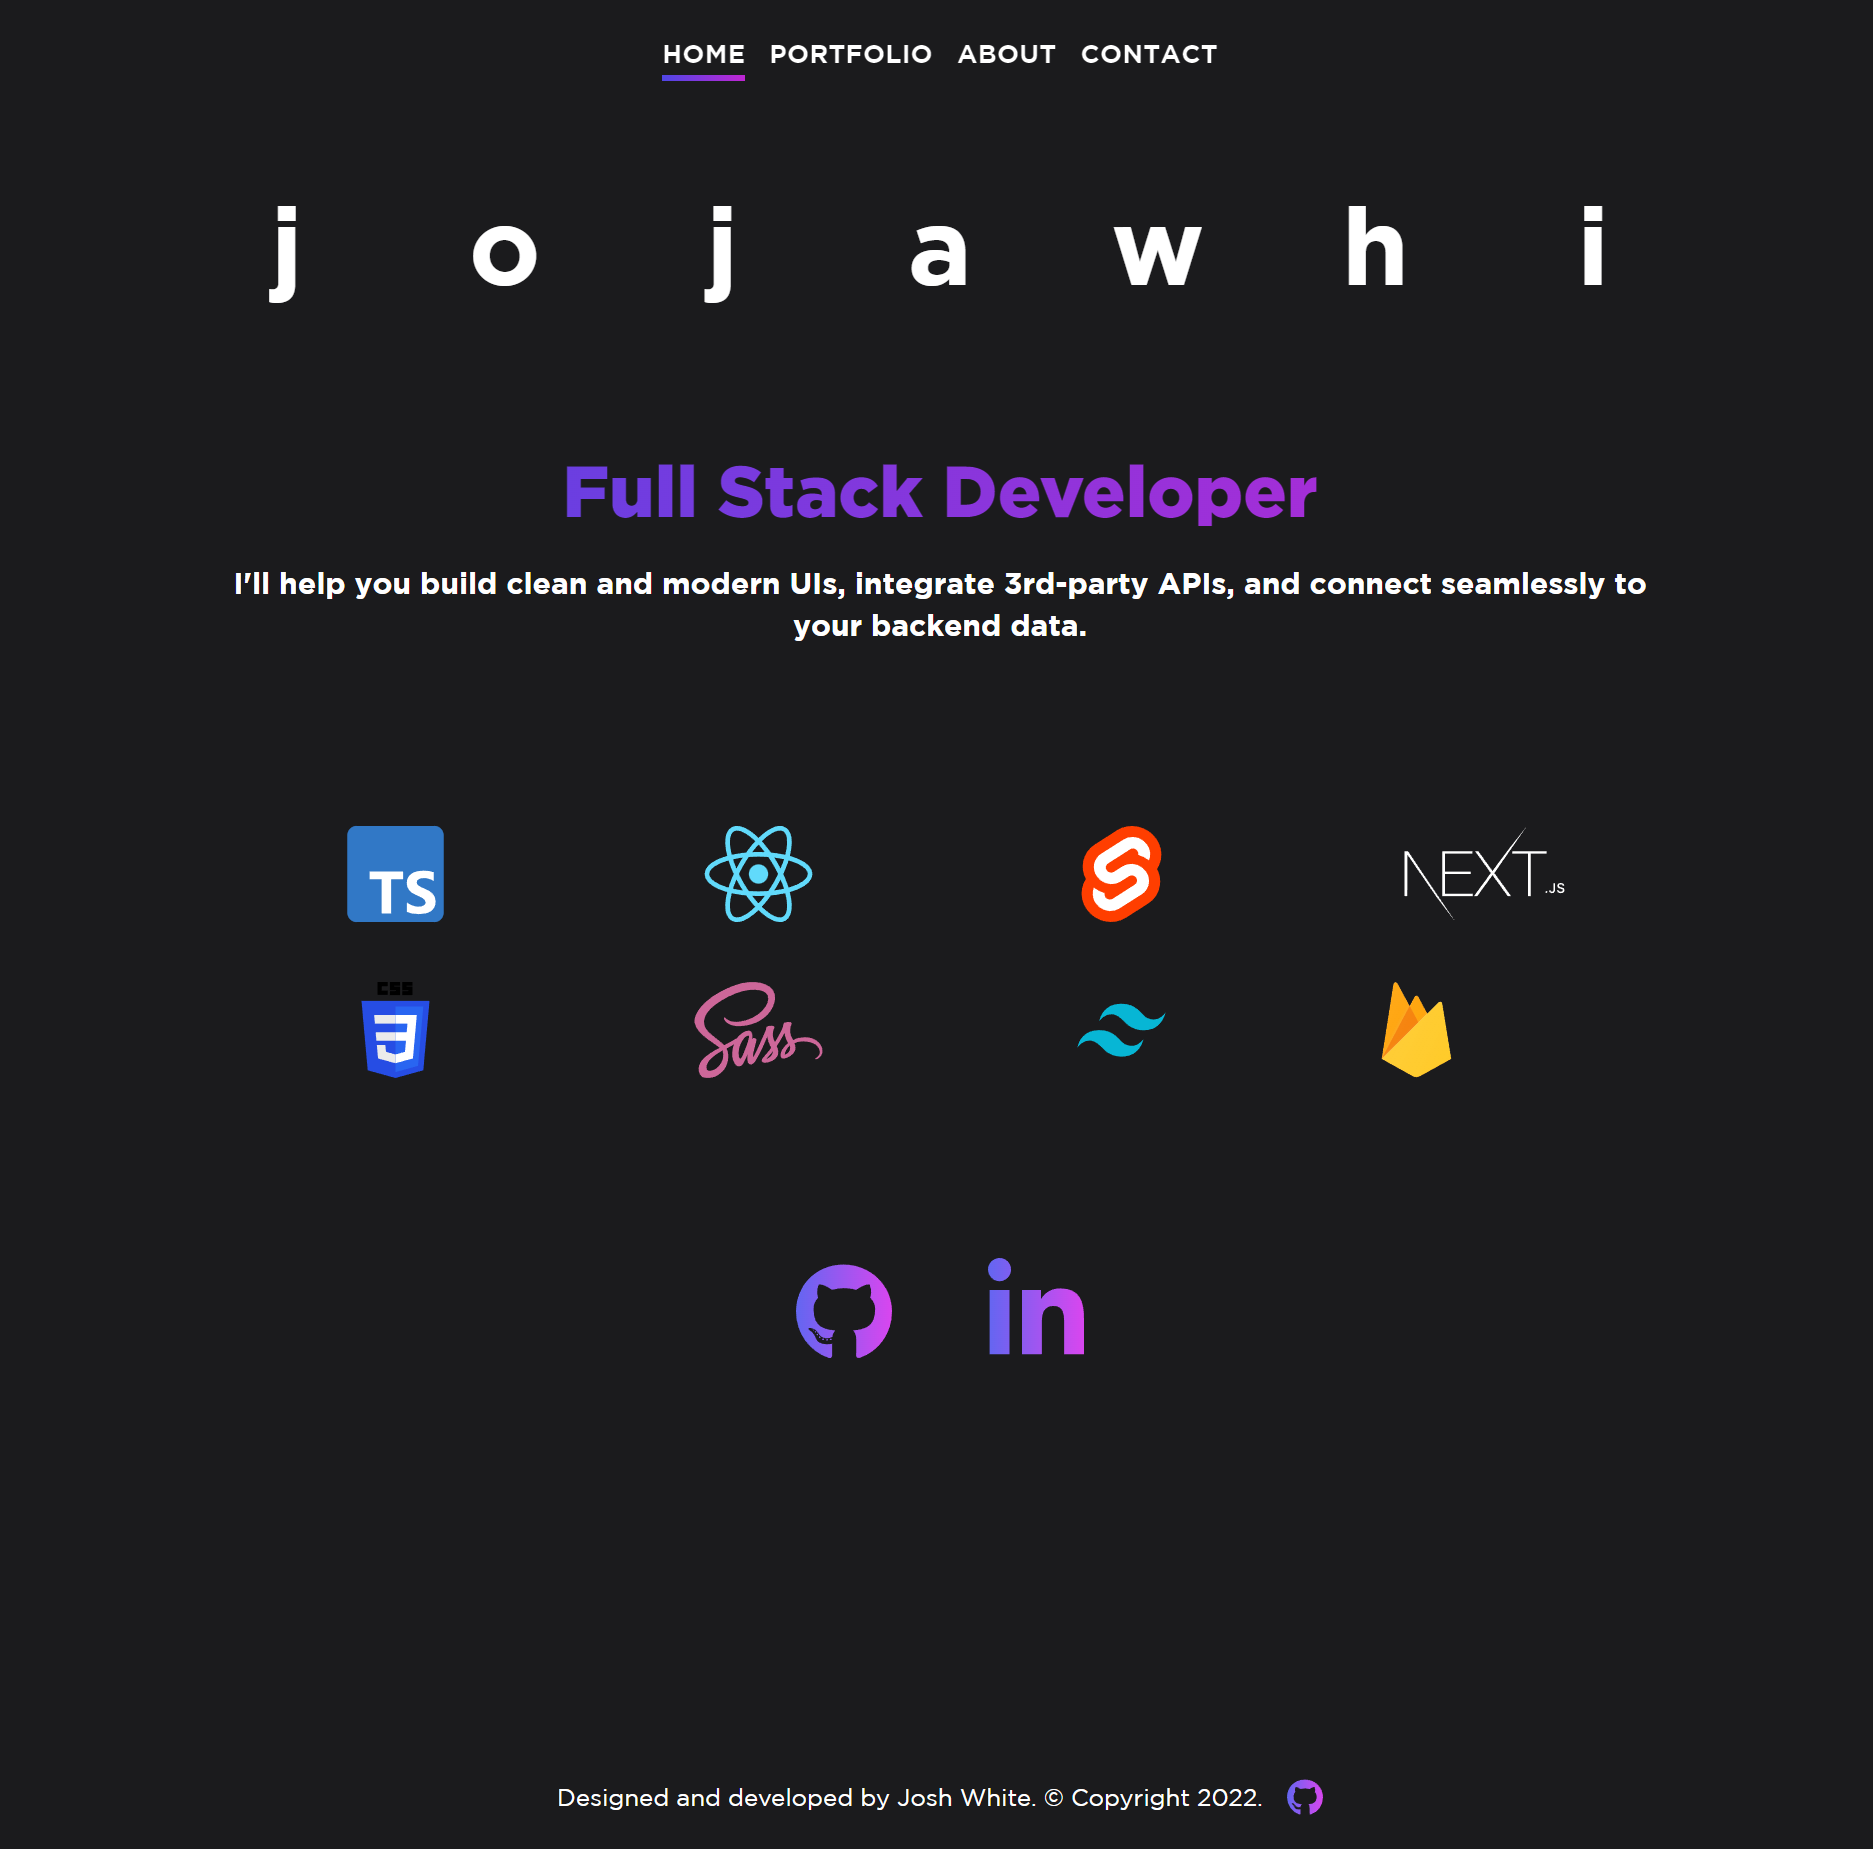 HOME PORTFOLIO ABOUT CONTACT
j o j a w h i
Full Stack Developer
I'll help you build clean and modern UIs, integrate 3rd-party APIs, and connect seamlessly to
your backend data.
TS
NEXT.JS
CSS
Sass
in
Designed and developed by Josh White. © Copyright 2022.